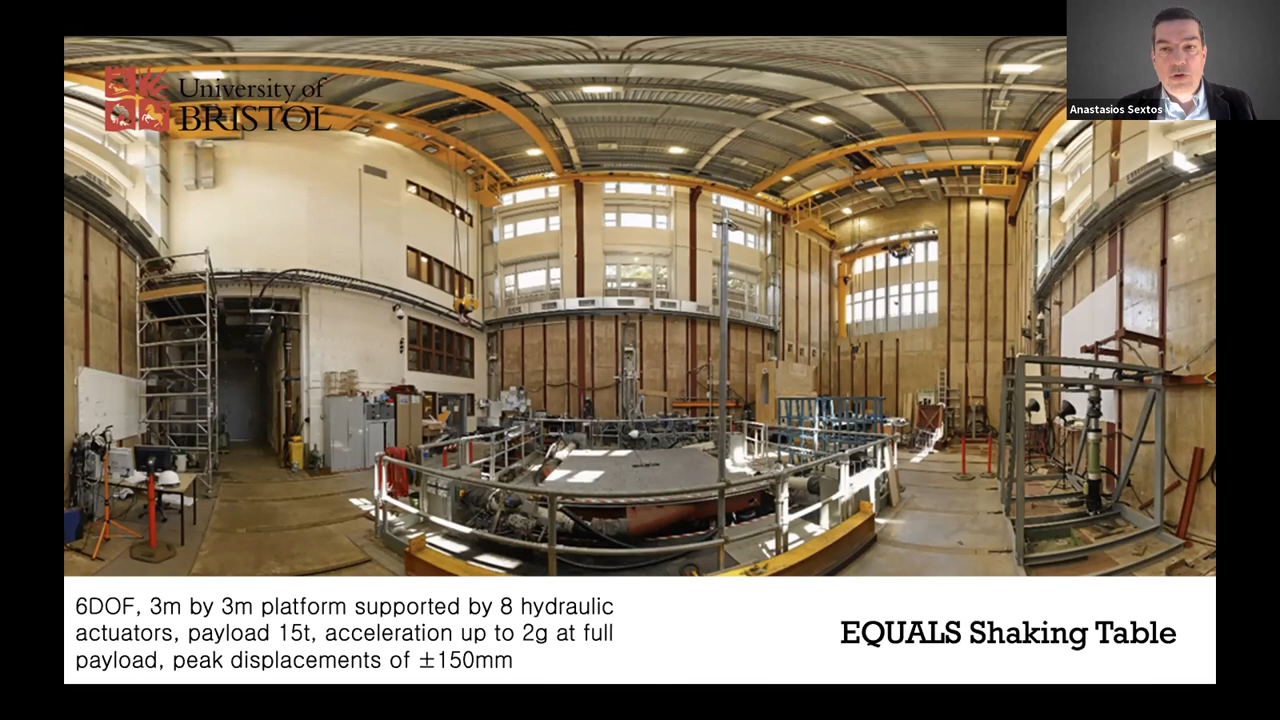 University of
BRISTOL
Anastasios Sextos
6DOF, 3m by 3m platform supported by 8 hydraulic
actuators, payload 15t, acceleration up to 2g at full
payload, peak displacements of ±150mm
EQUALS Shaking Table